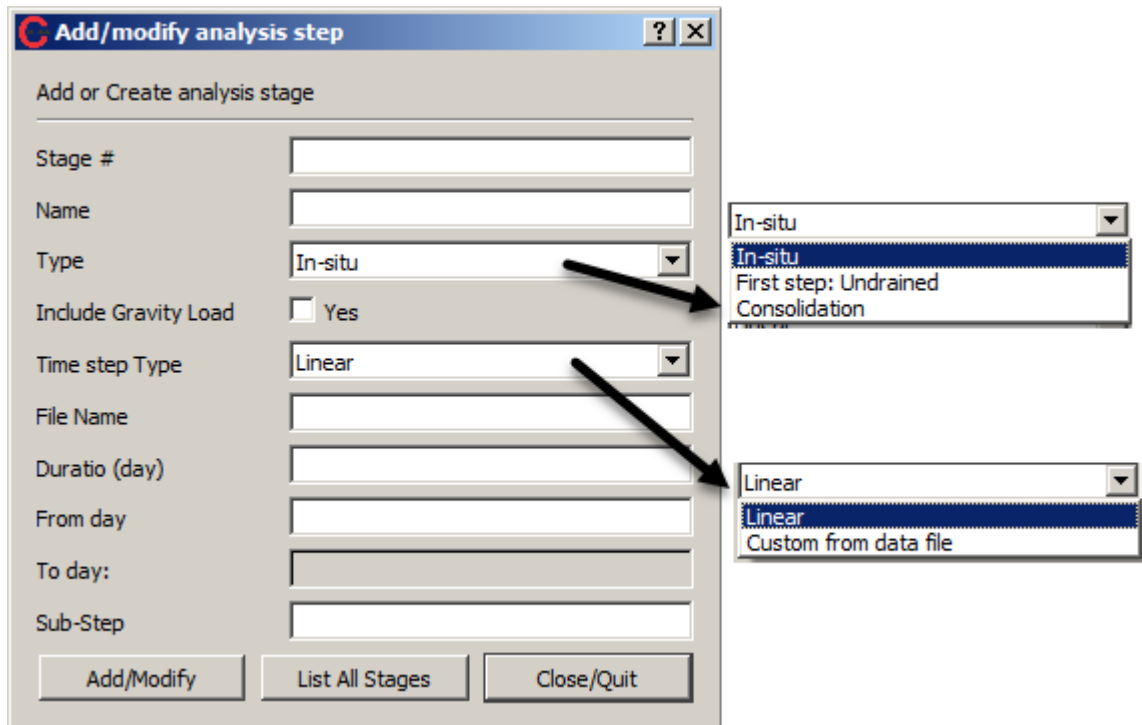 Add/modify analysis step
Add or Create analysis stage
Stage #
Name
Type In-situ
Include Gravity Load Yes
Time step Type Linear
File Name
Duratio (day)
From day
To day:
Sub-Step
Add/Modify List All Stages Close/Quit
In-situ
In-situ
First step: Undrained
Consolidation
Linear
Linear
Custom from data file